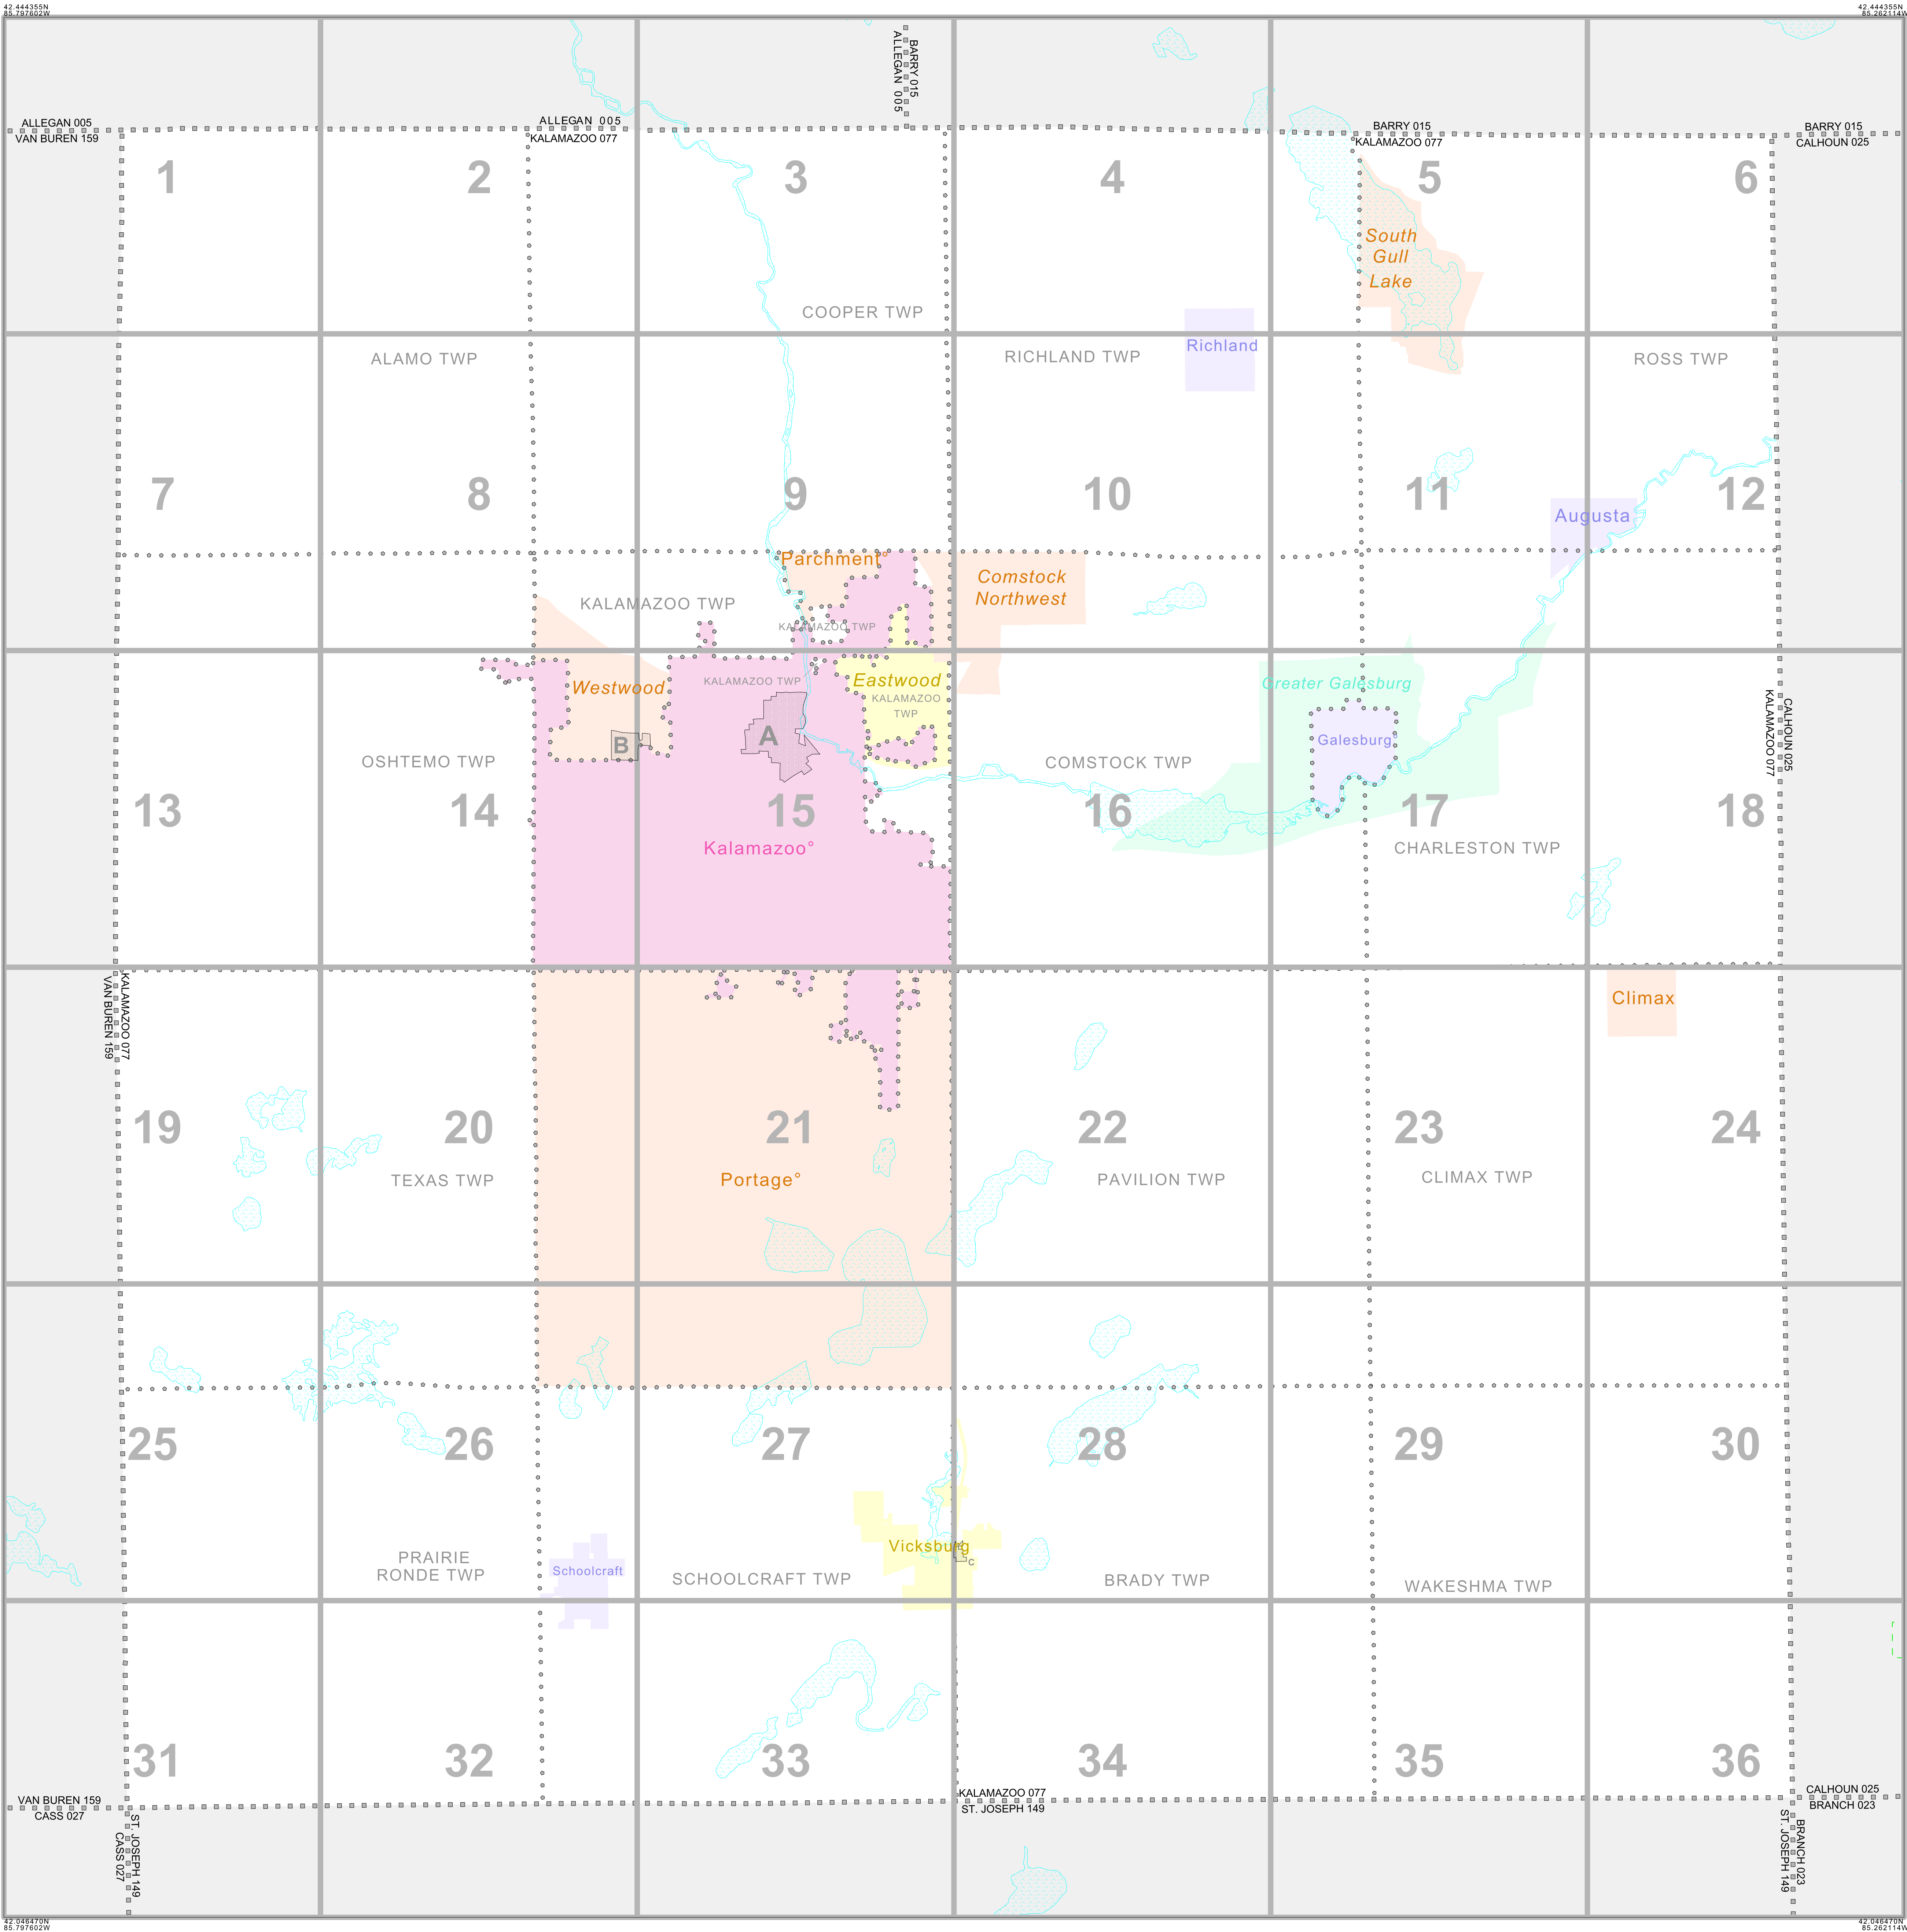 42.444355N
85.797602W
42.444355N
85.262114W
ALLEGAN 005
BARRY 015
ALLEGAN 005
VAN BUREN 159
ALLEGAN 005
KALAMAZOO 077
BARRY 015
KALAMAZOO 077
BARRY 015
CALHOUN 025
1
2
3
4
5
6
South
Gull
Lake
COOPER TWP
Richland
ALAMO TWP
RICHLAND TWP
ROSS TWP
7
8
9
10
11
12
Augusta
Parchment°
Comstock
Northwest
KALAMAZOO TWP
KALAMAZOO TWP
Westwood
KALAMAZOO TWP
Eastwood
KALAMAZOO
TWP
Greater Galesburg
Galesburg°
B
A
OSHTEMO TWP
COMSTOCK TWP
CALHOUN 025
KALAMAZOO 077
13
14
15
16
17
18
Kalamazoo°
CHARLESTON TWP
Climax
KALAMAZOO 077
VAN BUREN 159
19
20
21
22
23
24
TEXAS TWP
Portage°
PAVILION TWP
CLIMAX TWP
25
26
27
28
29
30
Vicksburg
C
PRAIRIE
RONDE TWP
Schoolcraft
SCHOOLCRAFT TWP
BRADY TWP
WAKESHMA TWP
31
32
33
34
35
36
VAN BUREN 159
CASS 027
KALAMAZOO 077
ST. JOSEPH 149
CALHOUN 025
BRANCH 023
ST. JOSEPH 149
CASS 027
BRANCH 023
ST. JOSEPH 149
42.046470N
85.797602W
42.046470N
85.262114W